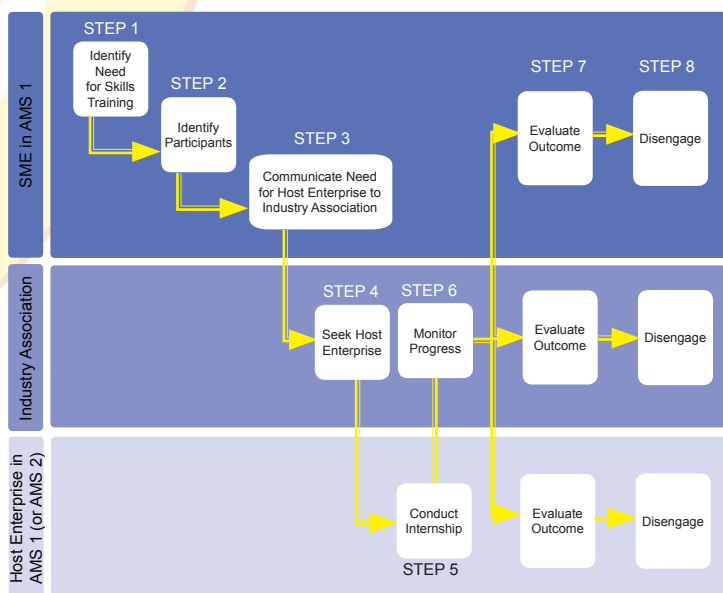 SME in AMS 1
STEP 1
Identify
Need
for Skills
Training
STEP 2
Identify
Participants
STEP 3
Communicate Need
for Host Enterprise to
Industry Association
STEP 7
Evaluate
Outcome
STEP 8
Disengage
Industry Association
STEP 4
Seek Host
Enterprise
STEP 6
Monitor
Progress
Evaluate
Outcome
Disengage
Host Enterprise in
AMS 1 (or AMS 2)
Conduct
Internship
STEP 5
Evaluate
Outcome
Disengage